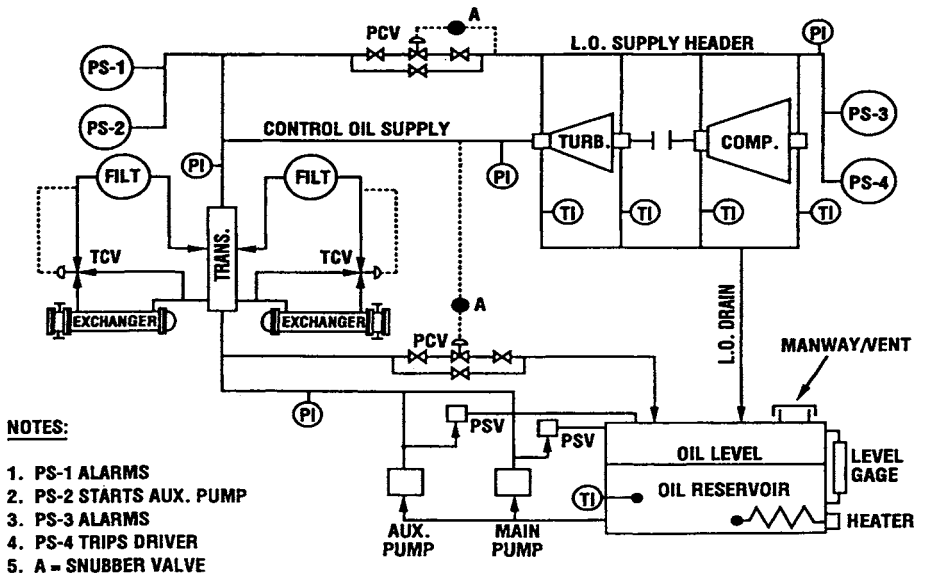 A
PCV
L.O. SUPPLY HEADER
PI
PS-1
PS-2
PS-3
PS-4
CONTROL OIL SUPPLY
TURB.
COMP.
PI
PI
FILT
FILT
TI
TI
TI
TI
TRANS.
TCV
TCV
EXCHANGER
EXCHANGER
A
L.O. DRAIN
PCV
MANWAY/VENT
PI
PSV
PSV
OIL LEVEL
LEVEL
GAGE
TI
OIL RESERVOIR
HEATER
AUX.
PUMP
MAIN
PUMP
NOTES:
1. PS-1 ALARMS
2. PS-2 STARTS AUX. PUMP
3. PS-3 ALARMS
4. PS-4 TRIPS DRIVER
5. A = SNUBBER VALVE